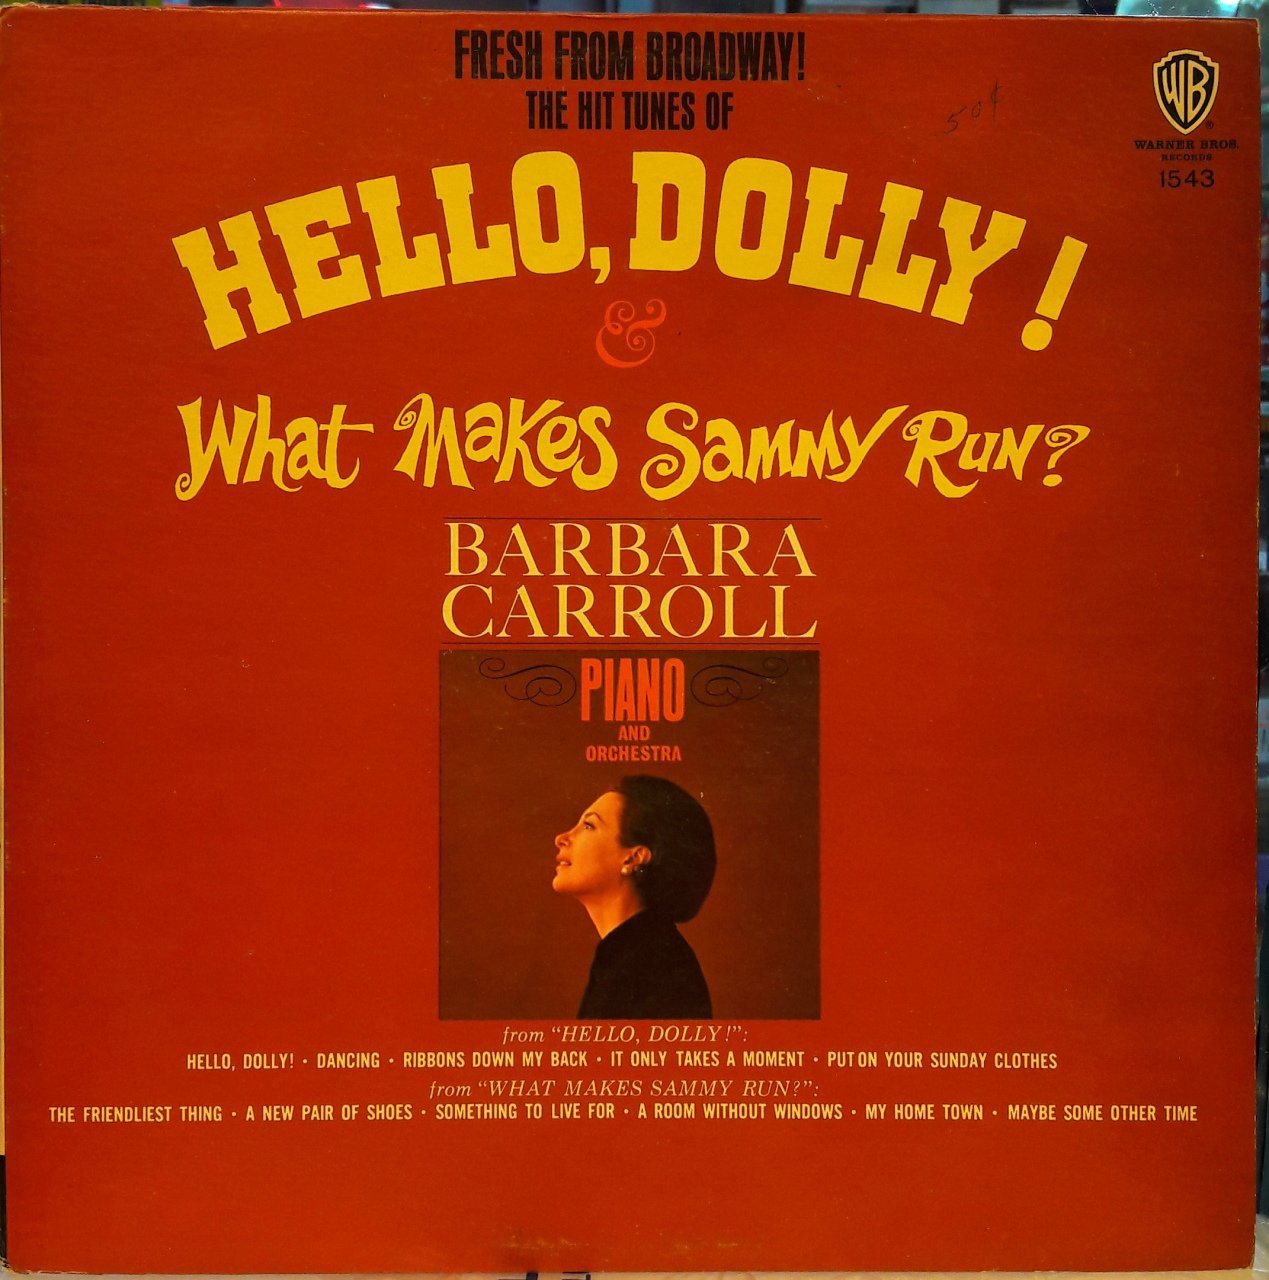 FRESH FROM BROADWAY!
THE HIT TUNES OF
50¢
WB
®
WARNER BROS.
RECORDS
1543
HELLO, DOLLY!
&
What Makes Sammy Run?
BARBARA
CARROLL
PIANO
AND
ORCHESTRA
from "HELLO, DOLLY!":
HELLO, DOLLY! • DANCING • RIBBONS DOWN MY BACK • IT ONLY TAKES A MOMENT • PUT ON YOUR SUNDAY CLOTHES
from "WHAT MAKES SAMMY RUN?":
THE FRIENDLIEST THING • A NEW PAIR OF SHOES • SOMETHING TO LIVE FOR • A ROOM WITHOUT WINDOWS • MY HOME TOWN • MAYBE SOME OTHER TIME